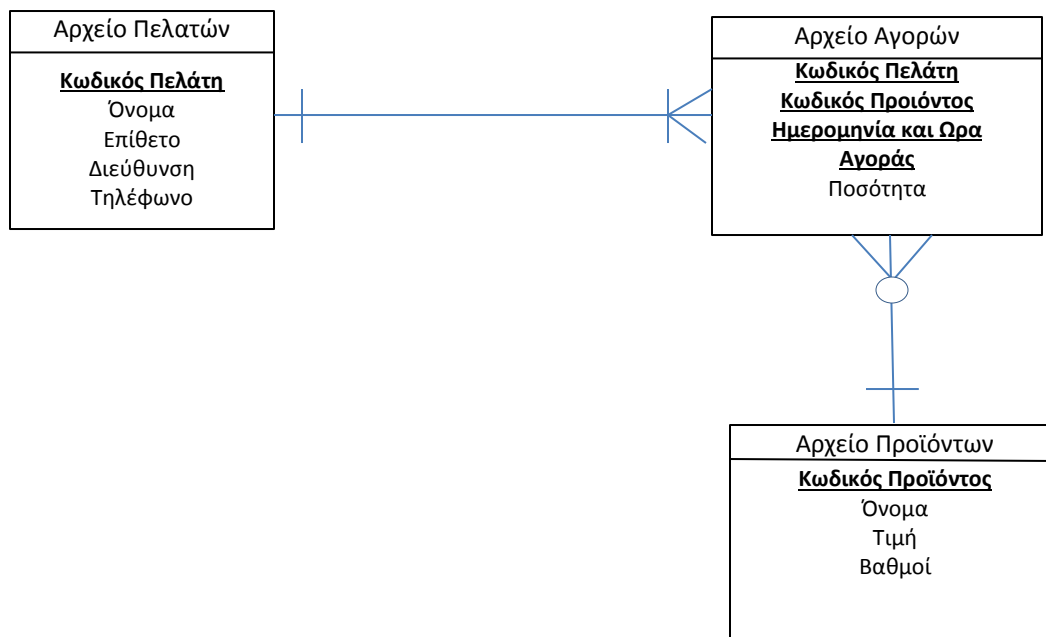 Αρχείο Πελατών
Κωδικός Πελάτη
Όνομα
Επίθετο
Διεύθυνση
Τηλέφωνο
Αρχείο Αγορών
Κωδικός Πελάτη
Κωδικός Προιόντος
Ημερομηνία και Ωρα
Αγοράς
Ποσότητα
Αρχείο Προϊόντων
Κωδικός Προϊόντος
Όνομα
Τιμή
Βαθμοί